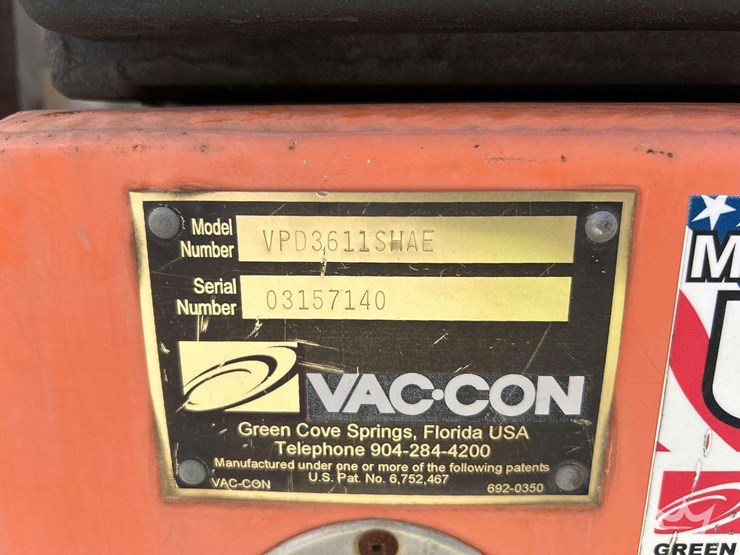 Model
Number
VPD3611SHAE
Serial
Number
03157140
VAC·CON
Green Cove Springs, Florida USA
Telephone 904-284-4200
Manufactured under one or more of the following patents
U.S. Pat. No. 6,752,467
VAC-CON
692-0350
GREEN